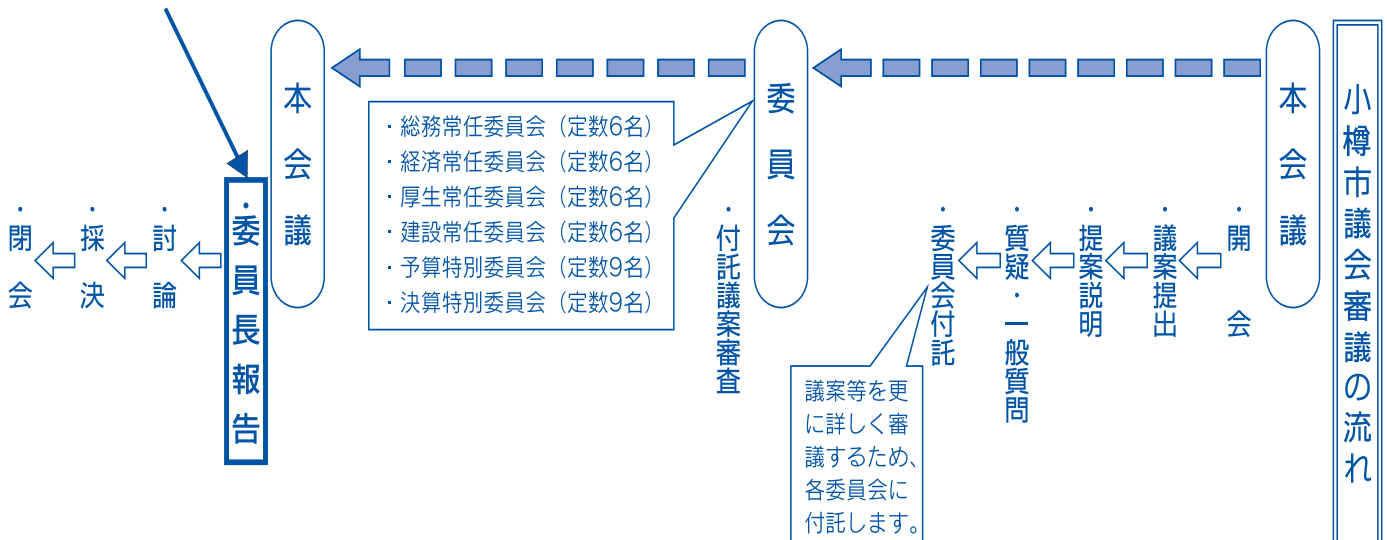 小樽市議会審議の流れ
本会議
・開会
・議案提出
・提案説明
・質疑・一般質問
・委員会付託
議案等を更
に詳しく審
議するため、
各委員会に
付託します。
委員会
・付託議案審査
・総務常任委員会（定数6名）
・経済常任委員会（定数6名）
・厚生常任委員会（定数6名）
・建設常任委員会（定数6名）
・予算特別委員会（定数9名）
・決算特別委員会（定数9名）
本会議
・委員長報告
・討論
・採決
・閉会